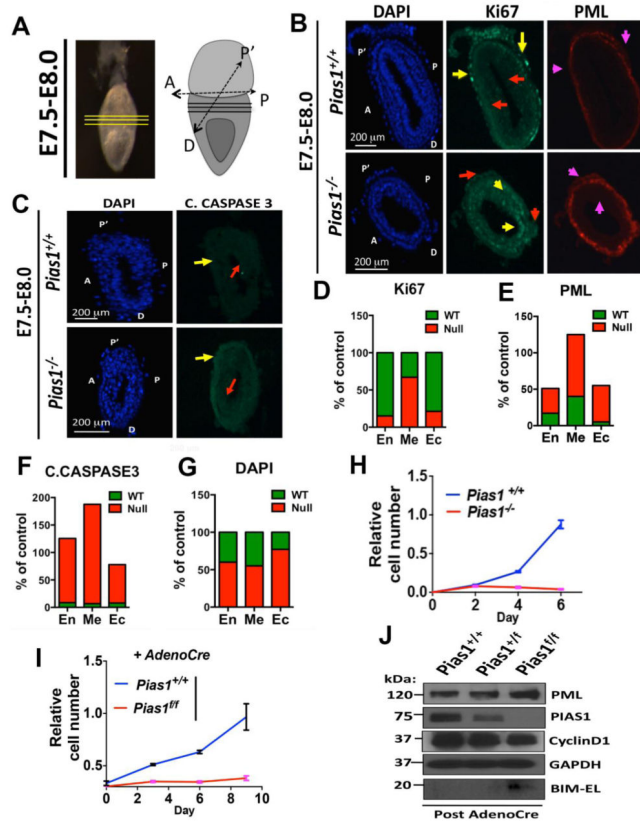 A
E7.5-E8.0
P'
A
P
D
B
DAPI
Ki67
PML
E7.5-E8.0
Pias1+/+
P'
P
A
D
200 µm
Pias1-/-
P'
P
A
D
200 µm
C
DAPI
C. CASPASE 3
E7.5-E8.0
Pias1+/+
P'
A
P
D
200 µm
Pias1-/-
P'
A
P
D
200 µm
D
Ki67
WT
Null
% of control
100
50
0
En Me Ec
E
PML
WT
Null
% of control
150
100
50
0
En Me Ec
F
C.CASPASE3
WT
Null
% of control
200
150
100
50
0
En Me Ec
G
DAPI
WT
Null
% of control
100
50
0
En Me Ec
H
Pias1 +/+
Pias1-/-
Relative
cell number
1.5
1.0
0.5
0.0
0 2 4 6
Day
I
+ AdenoCre
Pias1+/+
Pias1f/f
Relative
cell number
1.5
1.0
0.5
0 2 4 6 8 10
Day
J
Pias1+/+
Pias1+/f
Pias1f/f
kDa:
120 PML
75 PIAS1
37 CyclinD1
37 GAPDH
20 BIM-EL
Post AdenoCre